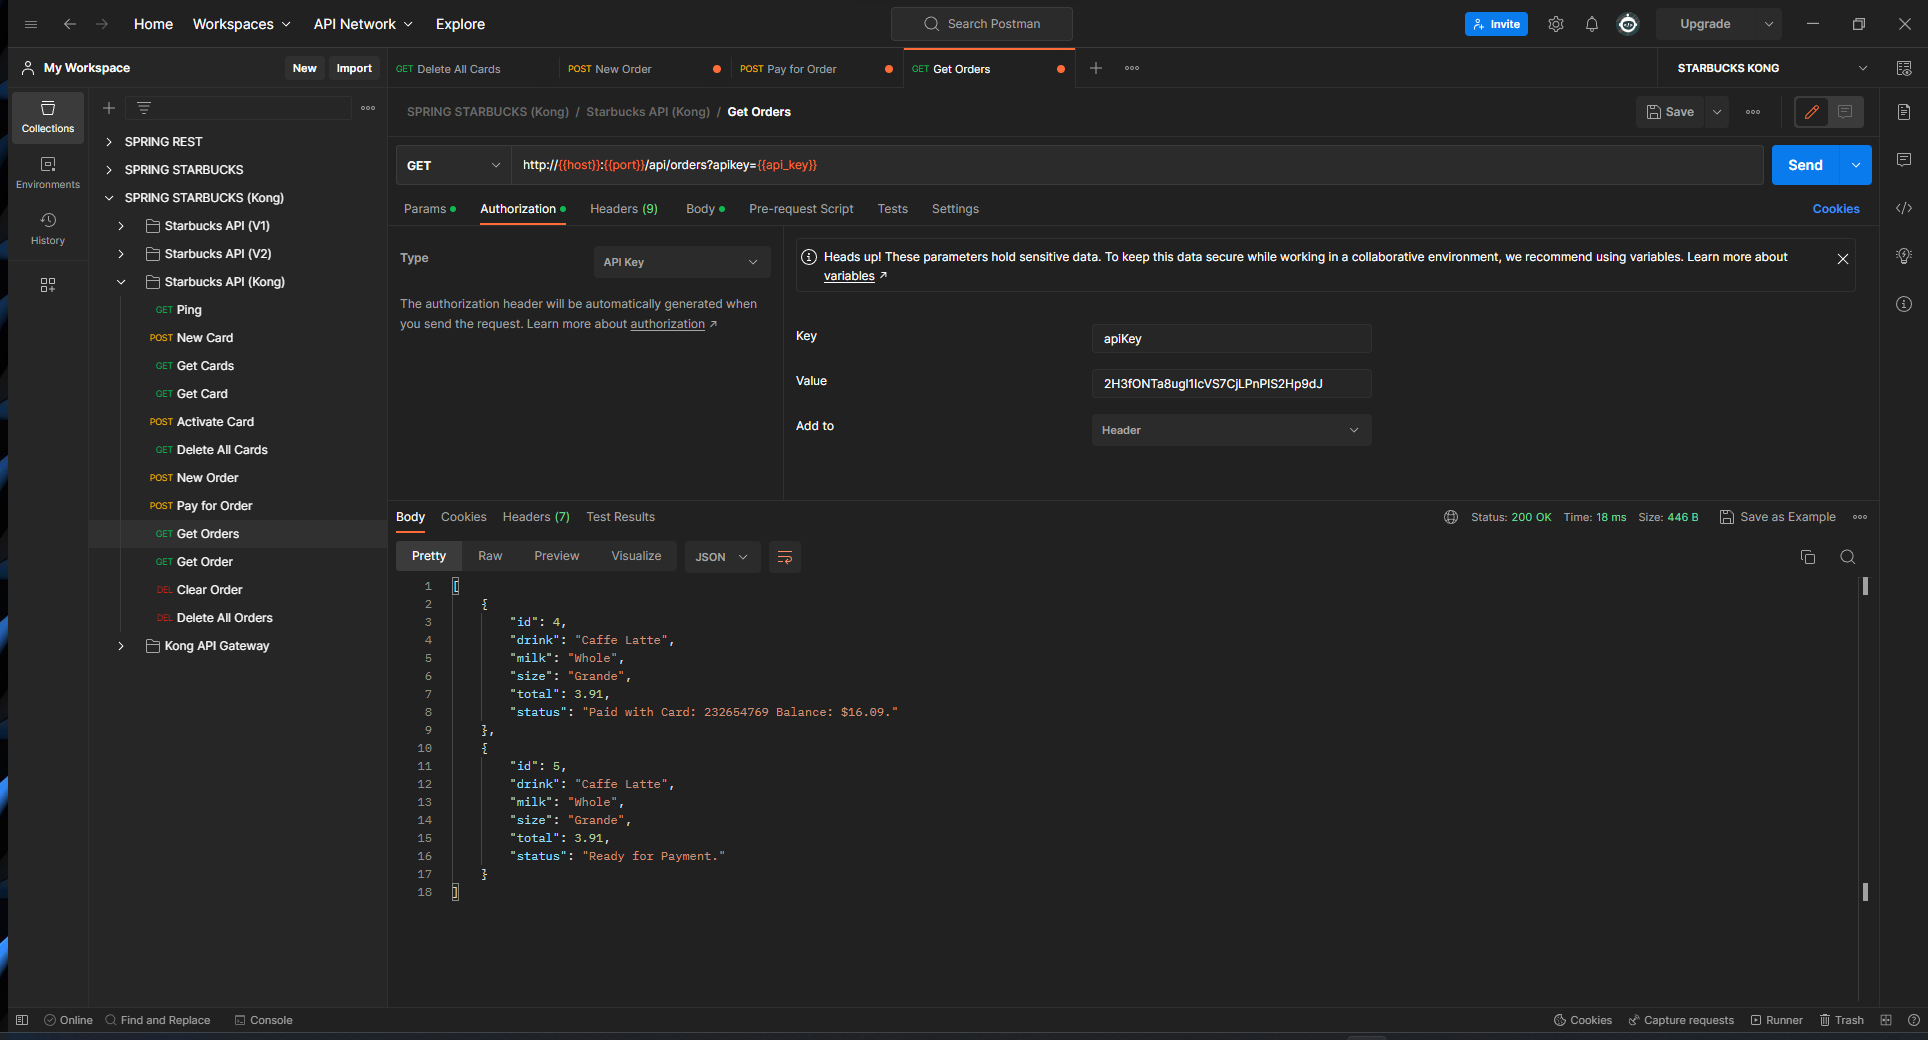 Home Workspaces API Network Explore Search Postman Invite Upgrade
My Workspace New Import GET Delete All Cards POST New Order POST Pay for Order GET Get Orders STARBUCKS KONG
Collections
Environments
History
SPRING REST
SPRING STARBUCKS
SPRING STARBUCKS (Kong)
Starbucks API (V1)
Starbucks API (V2)
Starbucks API (Kong)
GET Ping
POST New Card
GET Get Cards
GET Get Card
POST Activate Card
GET Delete All Cards
POST New Order
POST Pay for Order
GET Get Orders
GET Get Order
DEL Clear Order
DEL Delete All Orders
Kong API Gateway
SPRING STARBUCKS (Kong) / Starbucks API (Kong) / Get Orders Save
GET http://{{host}}:{{port}}/api/orders?apikey={{api_key}} Send
Params Authorization Headers (9) Body Pre-request Script Tests Settings Cookies
Type API Key
The authorization header will be automatically generated when
you send the request. Learn more about authorization ↗
Heads up! These parameters hold sensitive data. To keep this data secure while working in a collaborative environment, we recommend using variables. Learn more about
variables ↗
Key apiKey
Value 2H3fONTa8ugl1IcVS7CjLPnPIS2Hp9dJ
Add to Header
Body Cookies Headers (7) Test Results Status: 200 OK Time: 18 ms Size: 446 B Save as Example
Pretty Raw Preview Visualize JSON
1 [
2 {
3 "id": 4,
4 "drink": "Caffe Latte",
5 "milk": "Whole",
6 "size": "Grande",
7 "total": 3.91,
8 "status": "Paid with Card: 232654769 Balance: $16.09."
9 },
10 {
11 "id": 5,
12 "drink": "Caffe Latte",
13 "milk": "Whole",
14 "size": "Grande",
15 "total": 3.91,
16 "status": "Ready for Payment."
17 }
18 ]
Online Find and Replace Console Cookies Capture requests Runner Trash